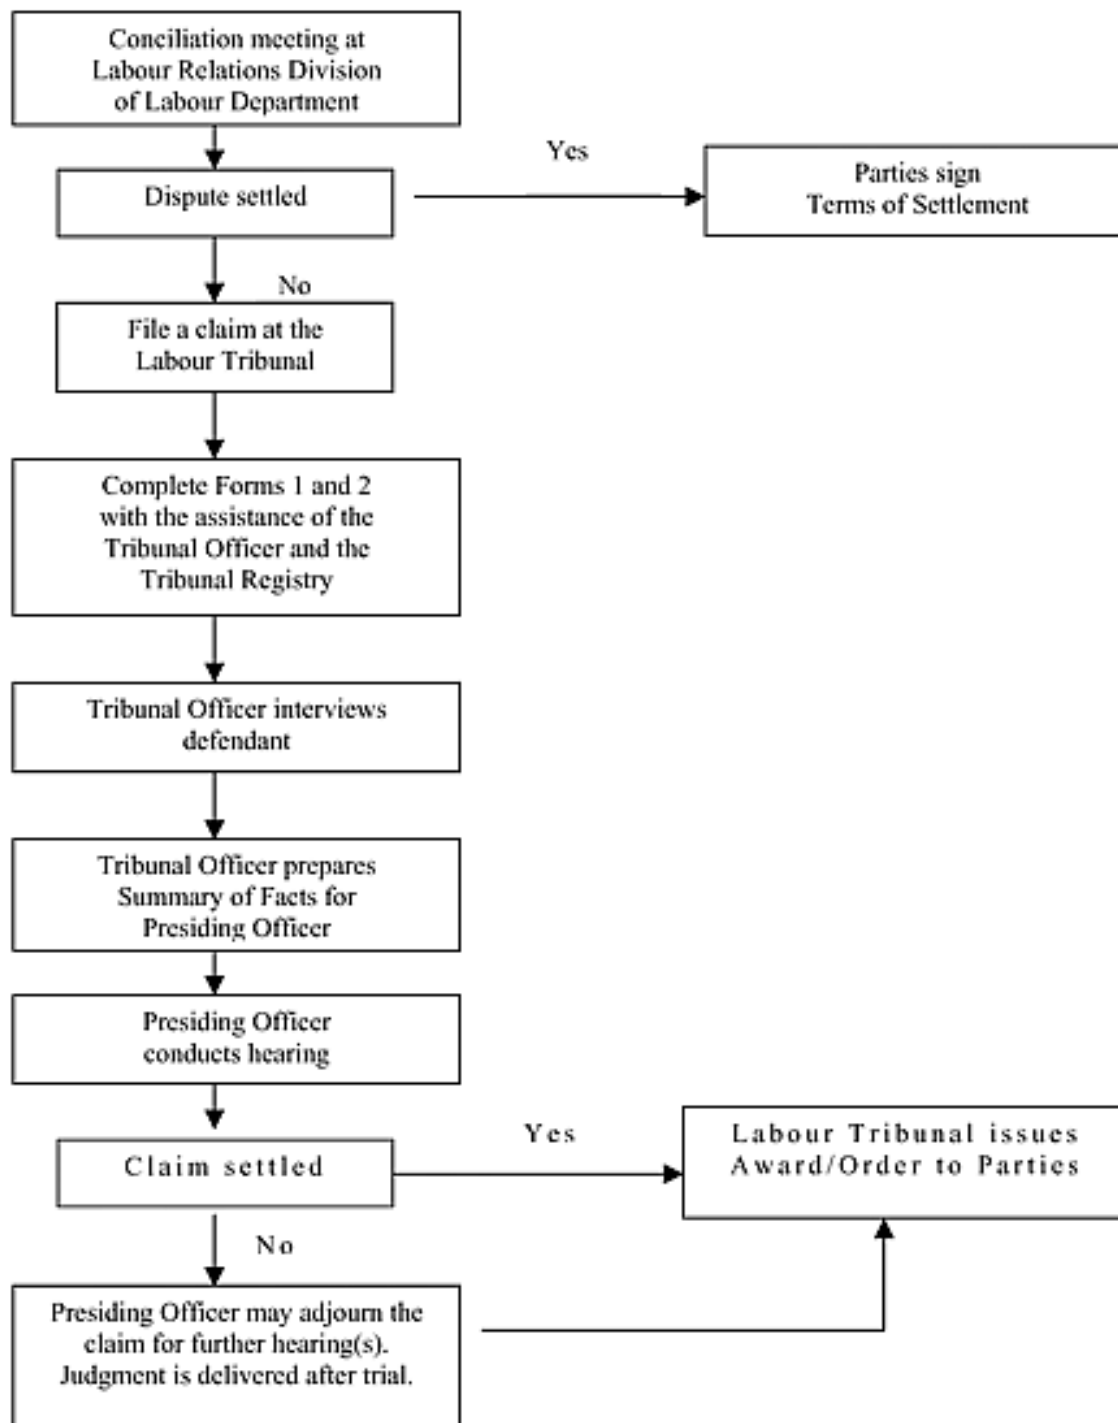 Conciliation meeting at
Labour Relations Division
of Labour Department
Yes
Dispute settled
Parties sign
Terms of Settlement
No
File a claim at the
Labour Tribunal
Complete Forms 1 and 2
with the assistance of the
Tribunal Officer and the
Tribunal Registry
Tribunal Officer interviews
defendant
Tribunal Officer prepares
Summary of Facts for
Presiding Officer
Presiding Officer
conducts hearing
Yes
Claim settled
Labour Tribunal issues
Award/Order to Parties
No
Presiding Officer may adjourn the
claim for further hearing(s).
Judgment is delivered after trial.